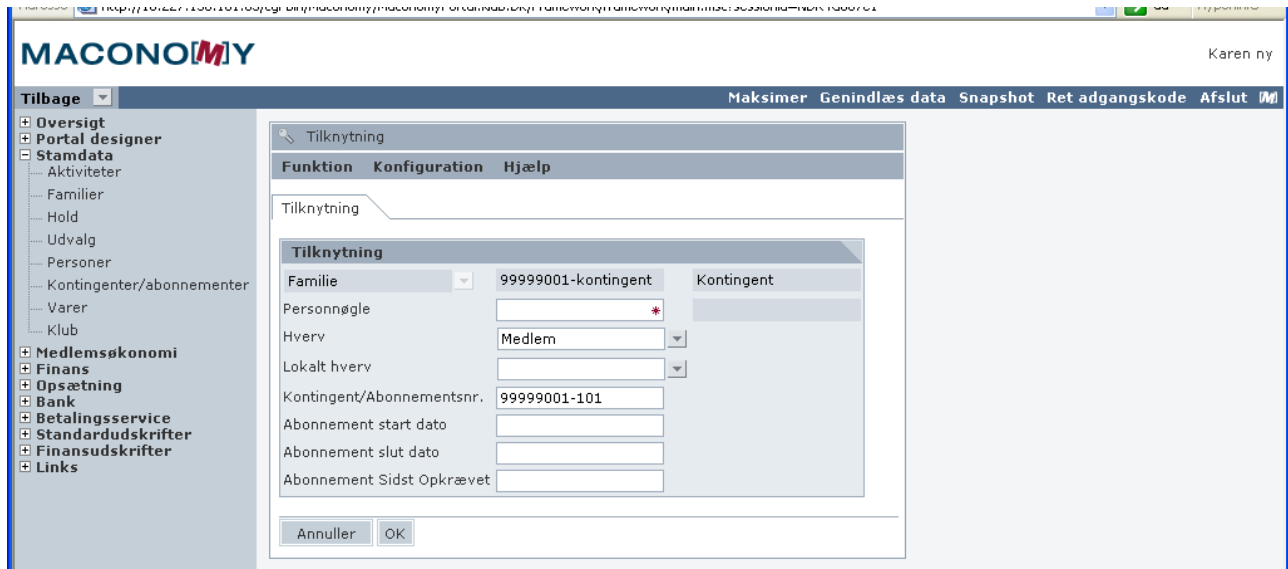 MACONO[M]Y
Karen ny
Tilbage
Maksimer Genindlæs data Snapshot Ret adgangskode Afslut [M]
Oversigt
Portal designer
Stamdata
Aktiviteter
Familier
Hold
Udvalg
Personer
Kontingenter/abonnementer
Varer
Klub
Medlemsøkonomi
Finans
Opsætning
Bank
Betalingsservice
Standardudskrifter
Finansudskrifter
Links
Tilknytning
Funktion Konfiguration Hjælp
Tilknytning
Tilknytning
Familie 99999001-kontingent Kontingent
Personnøgle *
Hverv Medlem
Lokalt hverv
Kontingent/Abonnementsnr. 99999001-101
Abonnement start dato
Abonnement slut dato
Abonnement Sidst Opkrævet
Annuller OK